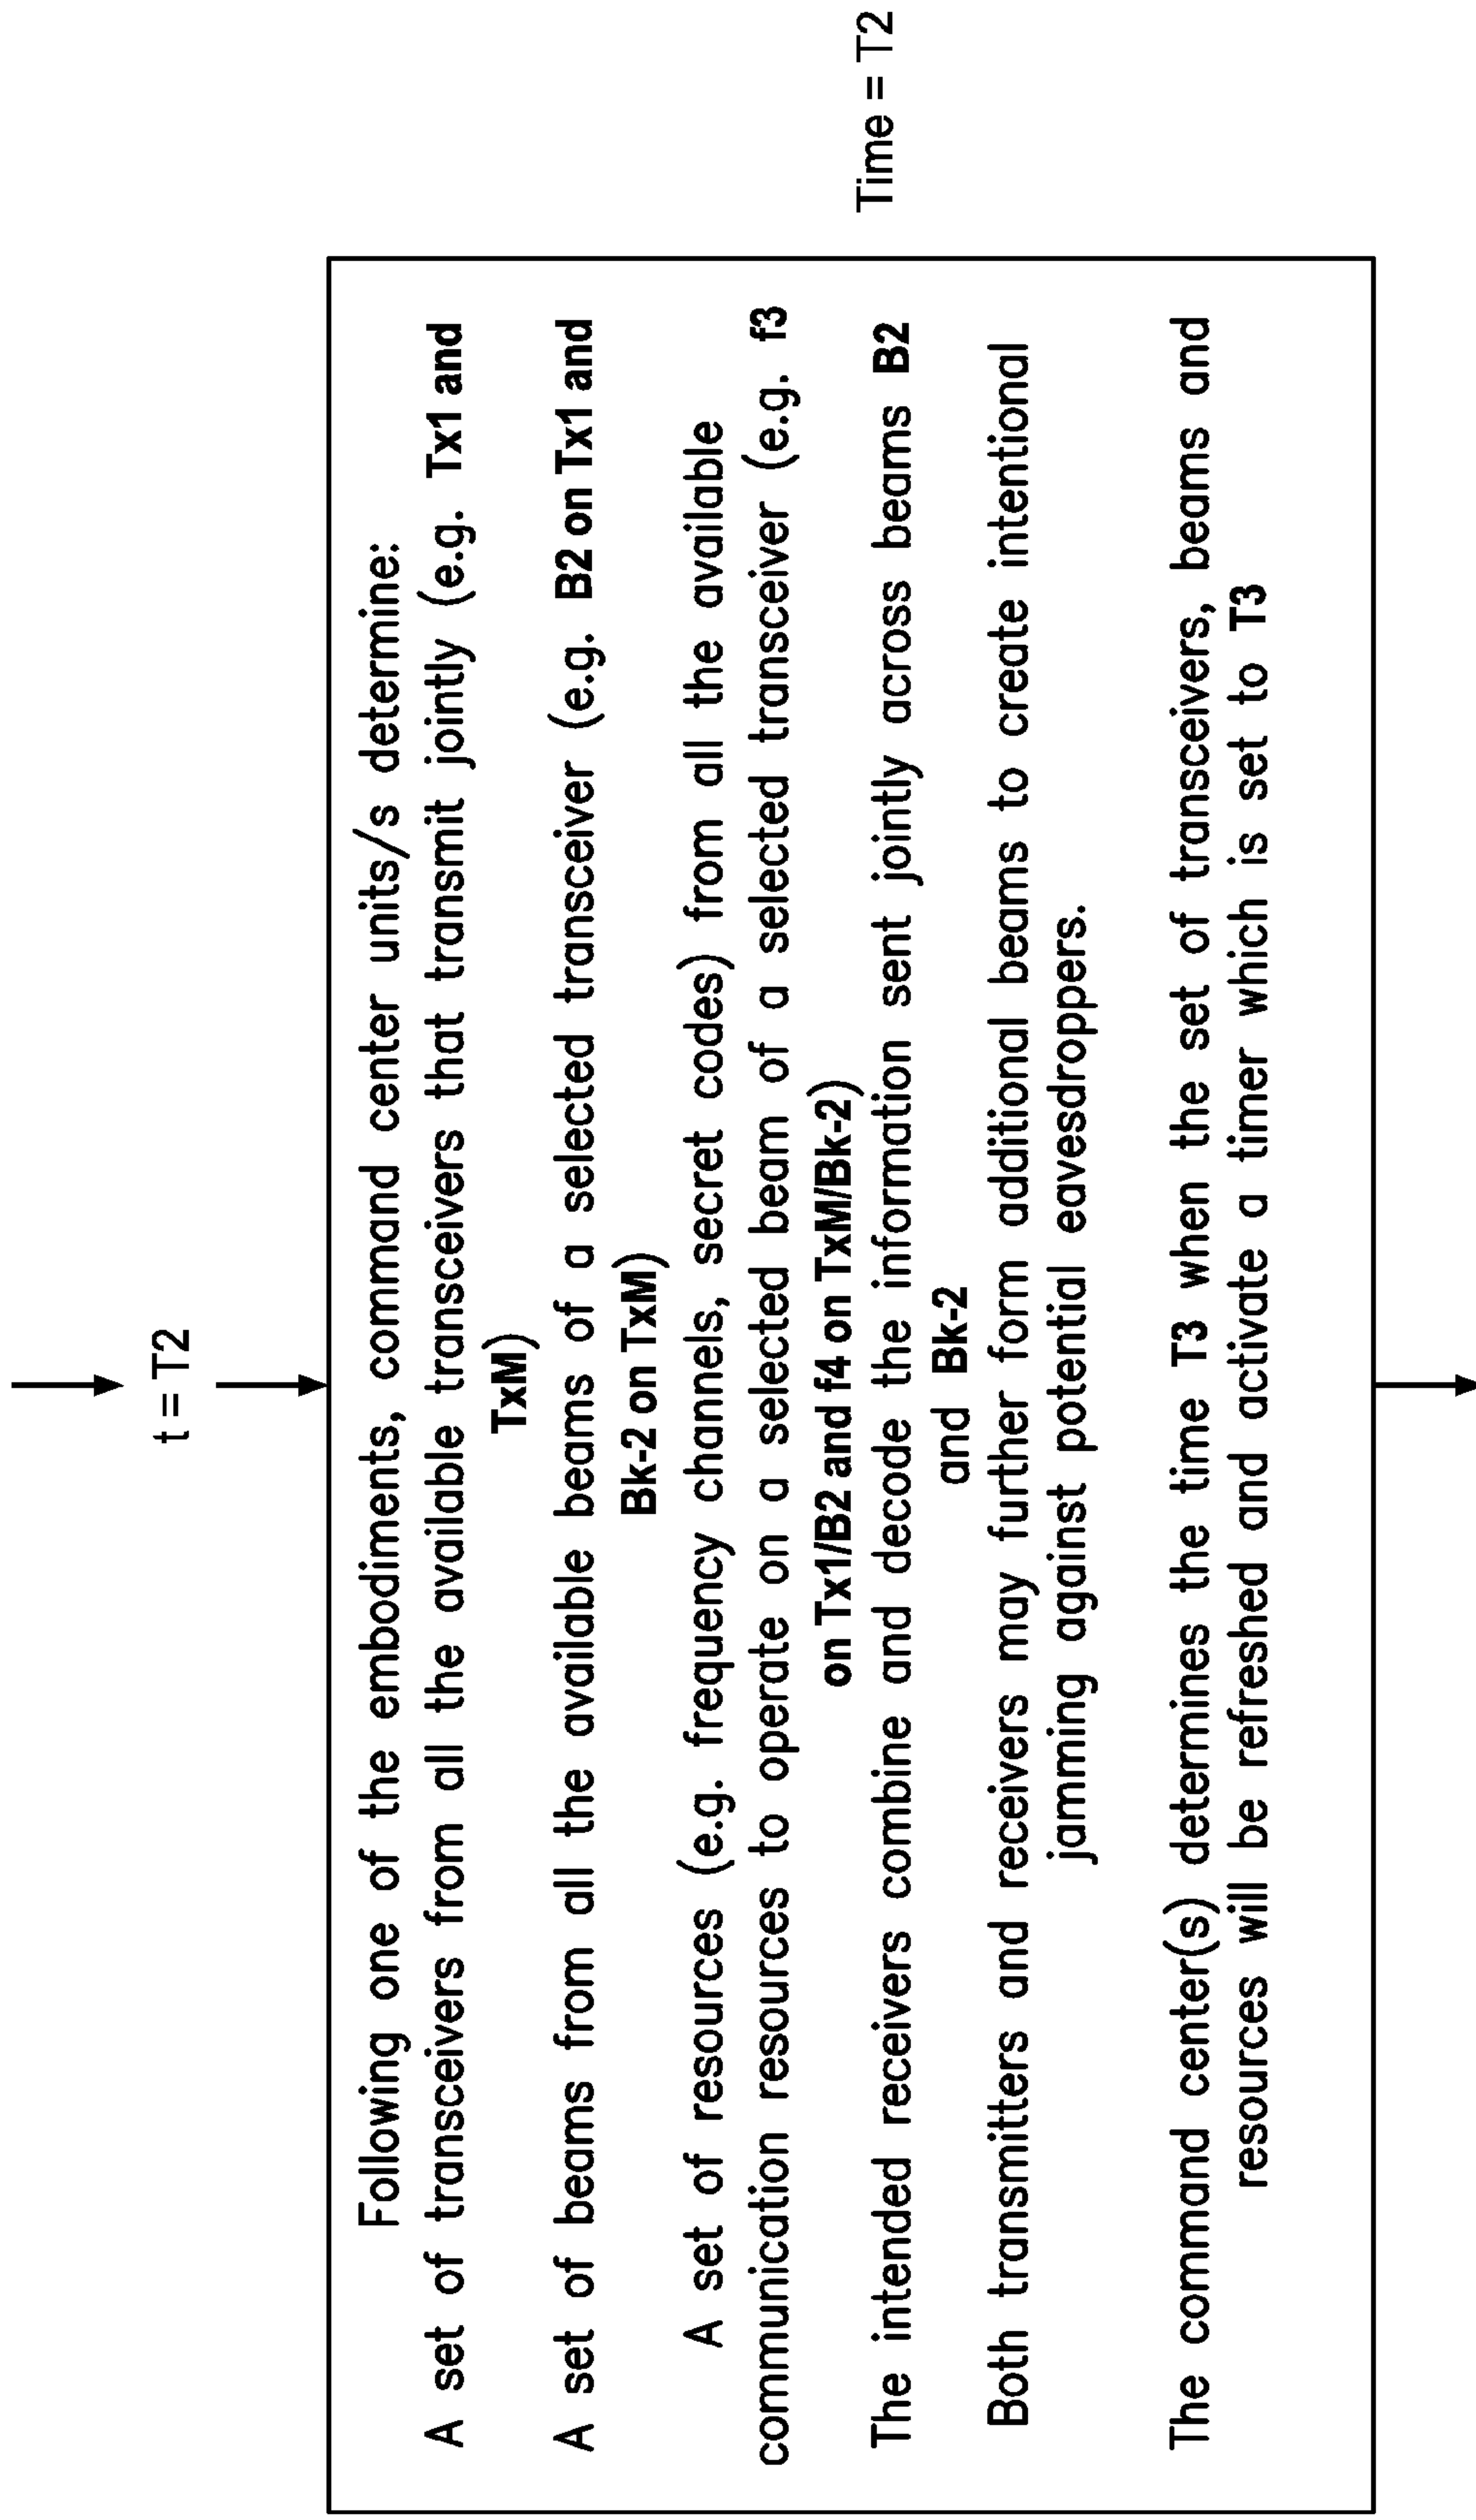 t = T2
Following one of the embodiments, command center units/s determine:
A set of transceivers from all the available transceivers that transmit jointly (e.g. Tx1 and
TxM)
A set of beams from all the available beams of a selected transceiver (e.g. B2 on Tx1 and
Bk-2 on TxM)
A set of resources (e.g. frequency channels, secret codes) from all the available
communication resources to operate on a selected beam of a selected transceiver (e.g. f3
on Tx1/B2 and f4 on TxM/Bk-2)
The intended receivers combine and decode the information sent jointly across beams B2
and Bk-2
Both transmitters and receivers may further form additional beams to create intentional
jamming against potential eavesdroppers.
The command center(s) determines the time T3 when the set of transceivers, beams and
resources will be refreshed and activate a timer which is set to T3
Time = T2